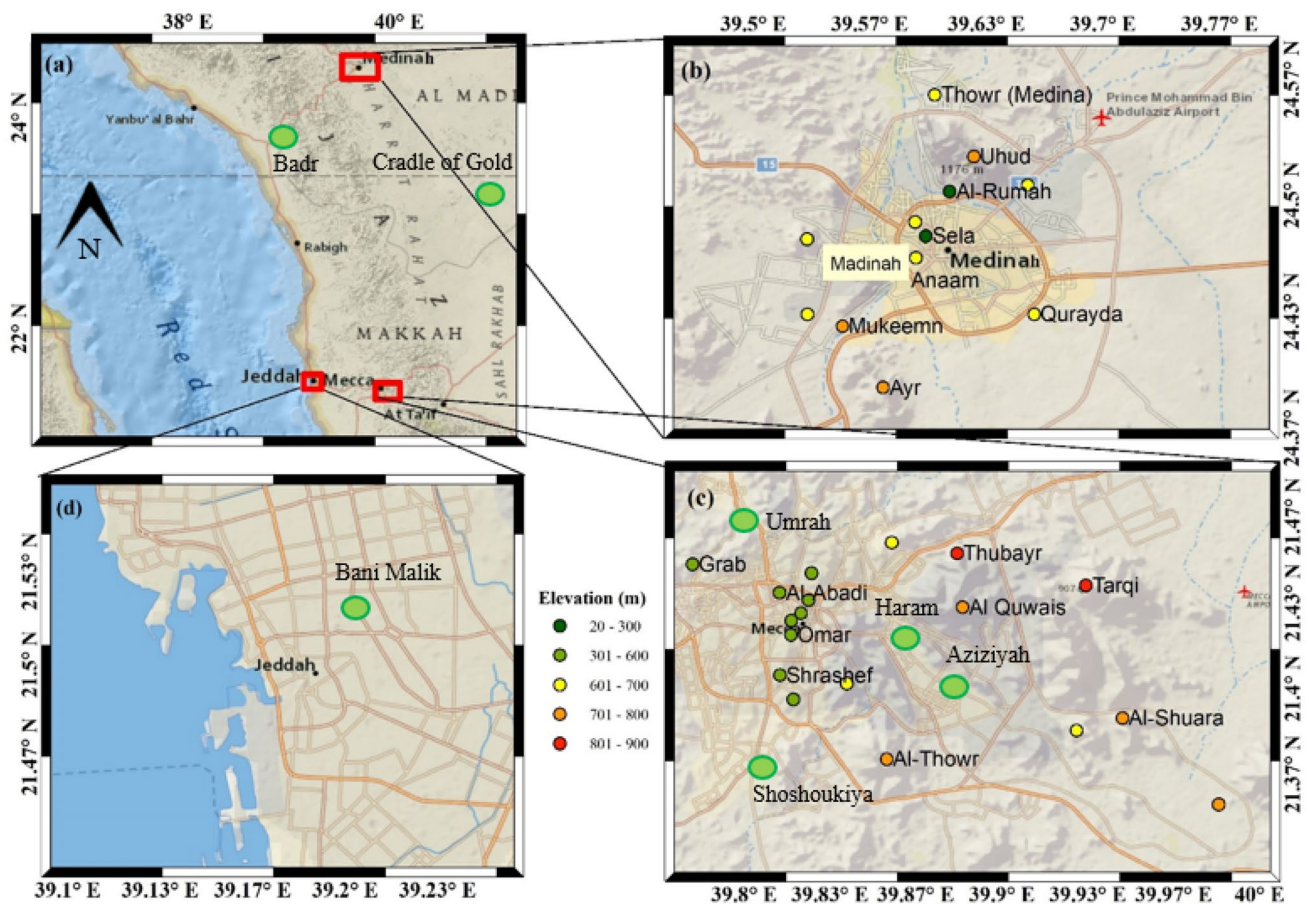 38° E
40° E
(a)
Medinah
AL MADI
Yanbu' al Bahr
24° N
Badr
Cradle of Gold
HARRAT
RAHAT
N
Rabigh
22° N
MAKKAH
SAHL RAKHAB
Red
S
Jeddah
Mecca
At Ta'if
39.5° E
39.57° E
39.63° E
39.7° E
39.77° E
(b)
Thowr (Medina)
Prince Mohammad Bin
Abdulaziz Airport
15
Uhud
1176 m
Al-Rumah
Sela
Madinah
Medinah
Anaam
Mukeemn
Qurayda
Ayr
24.57° N
24.5° N
24.43° N
24.37° N
(d)
Bani Malik
Jeddah
21.53° N
21.5° N
21.47° N
39.1° E
39.13° E
39.17° E
39.2° E
39.23° E
Elevation (m)
20 - 300
301 - 600
601 - 700
701 - 800
801 - 900
(c)
Umrah
Grab
Thubayr
Al-Abadi
Tarqi
Haram
Al Quwais
Omar
Aziziyah
Shrashef
Al-Shuara
Al-Thowr
Shoshoukiya
21.47° N
21.43° N
21.4° N
21.37° N
39.8° E
39.83° E
39.87° E
39.9° E
39.97° E
40° E